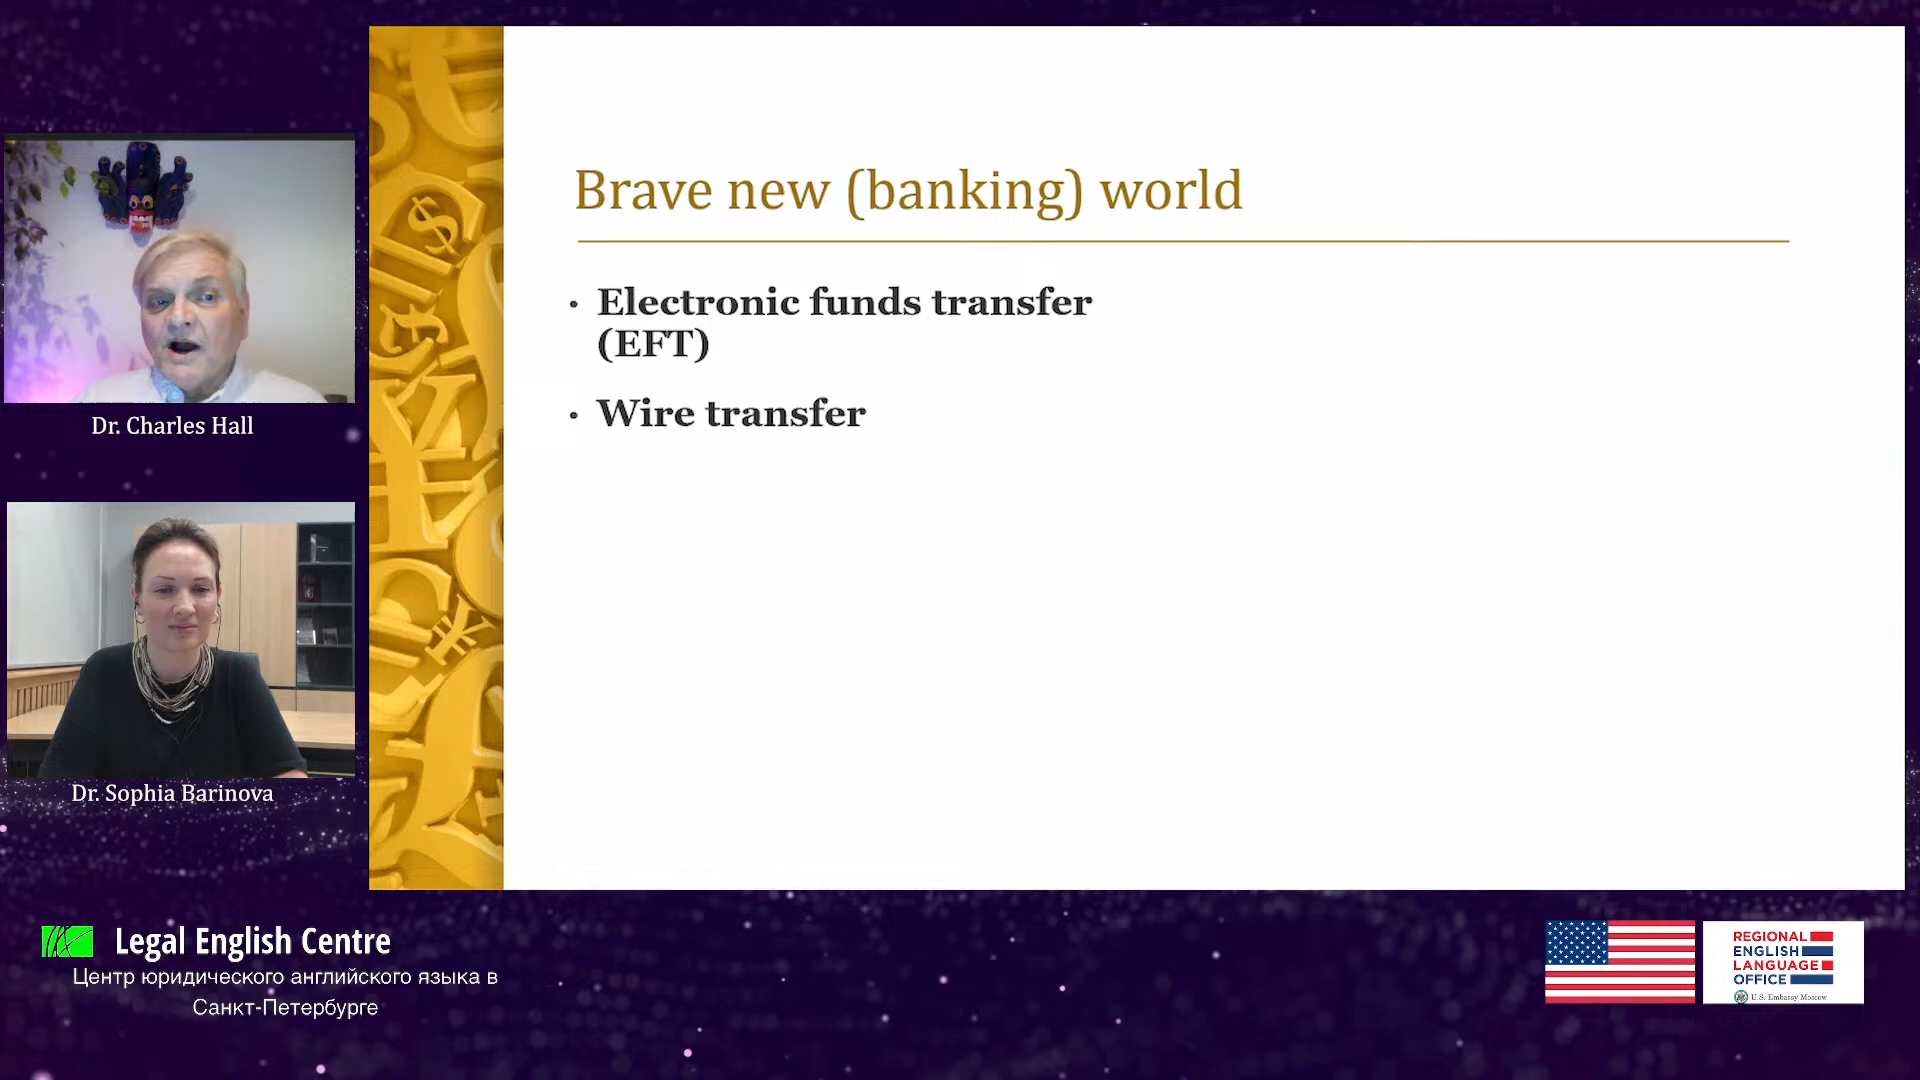 Brave new (banking) world
• Electronic funds transfer
(EFT)
• Wire transfer
Dr. Charles Hall
Dr. Sophia Barinova
Legal English Centre
Центр юридического английского языка в
Санкт-Петербурге
REGIONAL
ENGLISH
LANGUAGE
OFFICE
U.S. Embassy Moscow